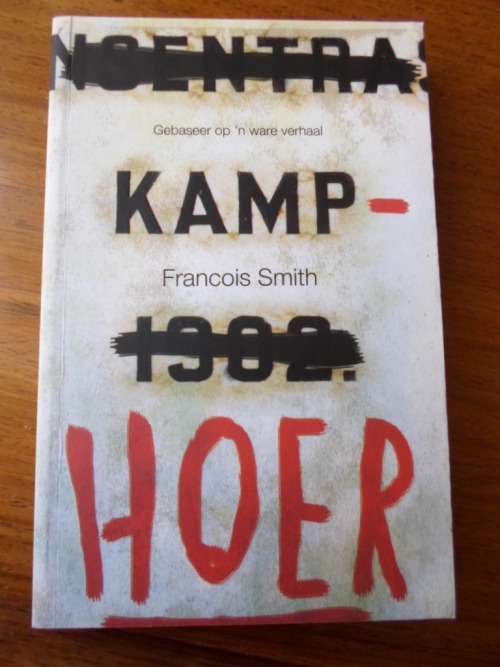 NSENTRAS
Gebaseer op 'n ware verhaal
KAMP-
Francois Smith
1902.
HOER